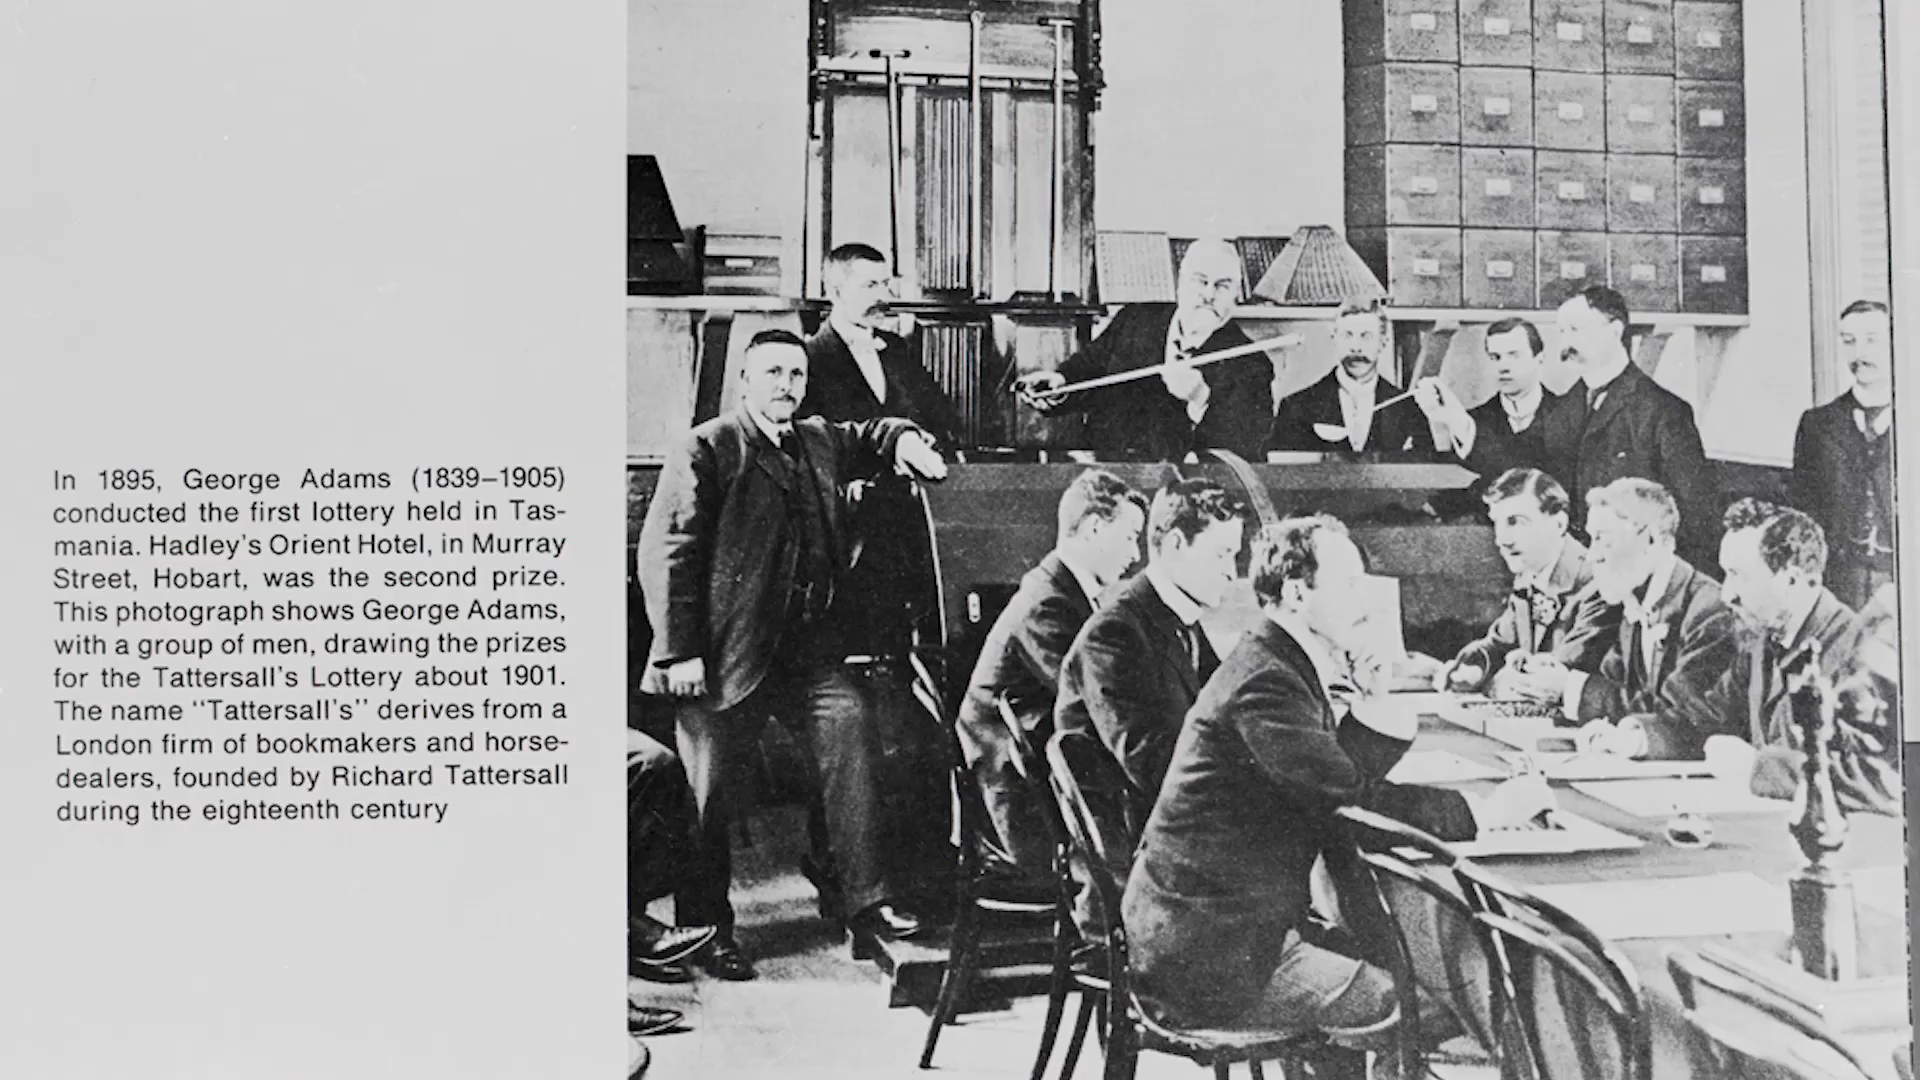 In 1895, George Adams (1839–1905)
conducted the first lottery held in Tas-
mania. Hadley's Orient Hotel, in Murray
Street, Hobart, was the second prize.
This photograph shows George Adams,
with a group of men, drawing the prizes
for the Tattersall's Lottery about 1901.
The name "Tattersall's" derives from a
London firm of bookmakers and horse-
dealers, founded by Richard Tattersall
during the eighteenth century